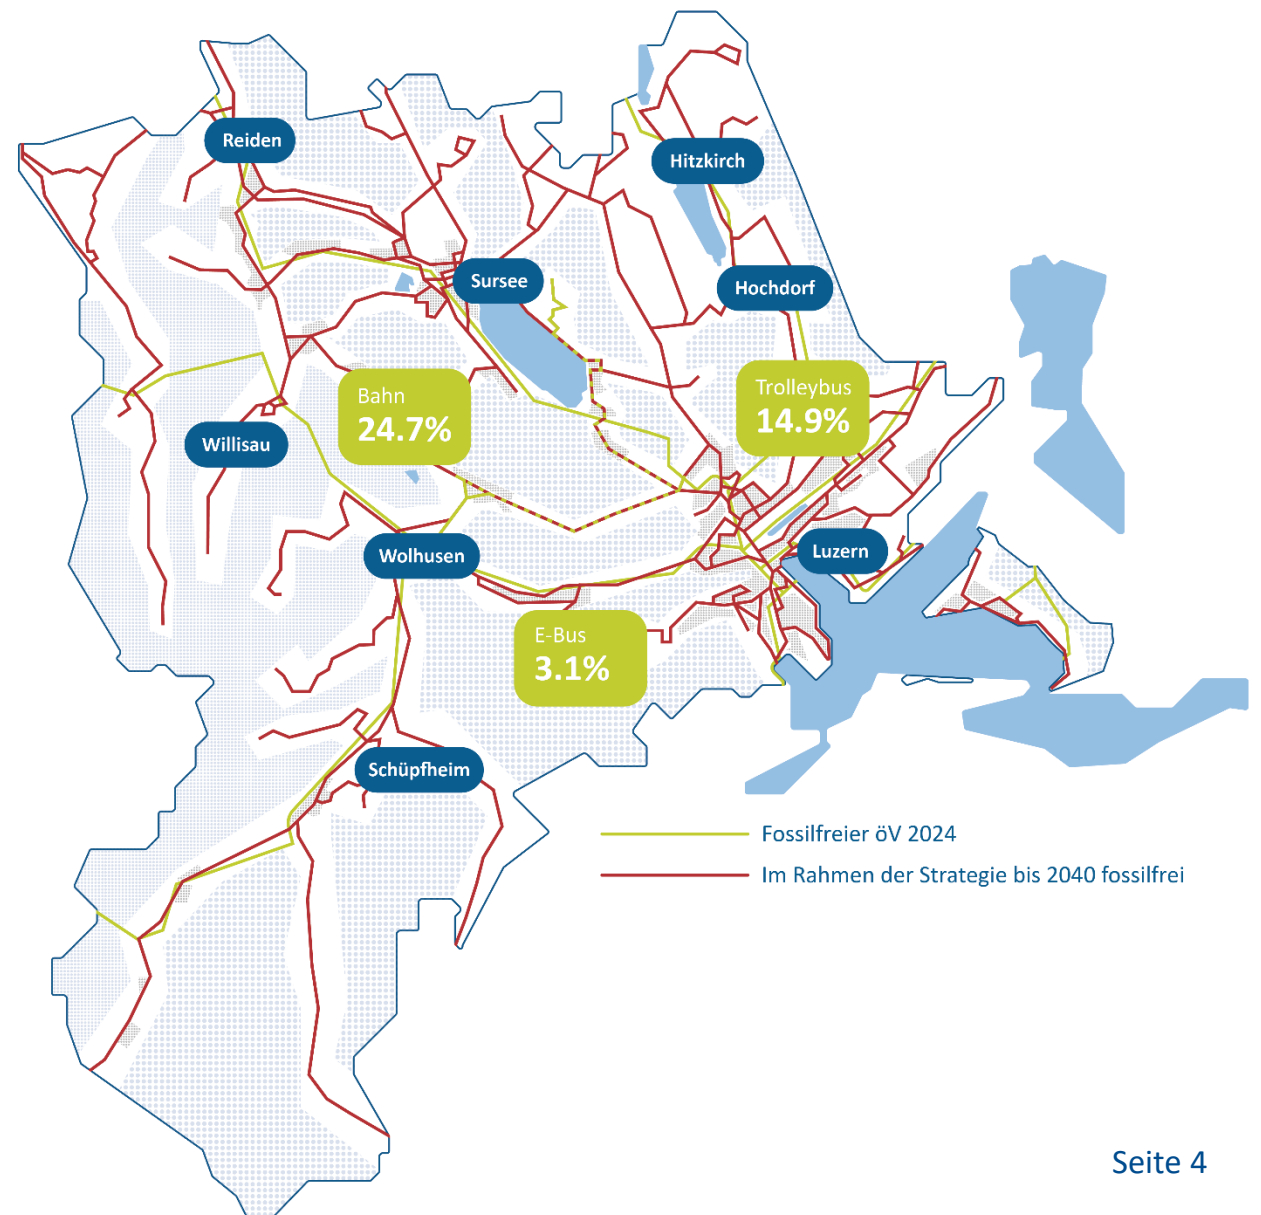 Reiden
Hitzkirch
Sursee
Hochdorf
Bahn
24.7%
Trolleybus
14.9%
Willisau
Wolhusen
Luzern
E-Bus
3.1%
Schüpfheim
Fossilfreier öV 2024
Im Rahmen der Strategie bis 2040 fossilfrei
Seite 4